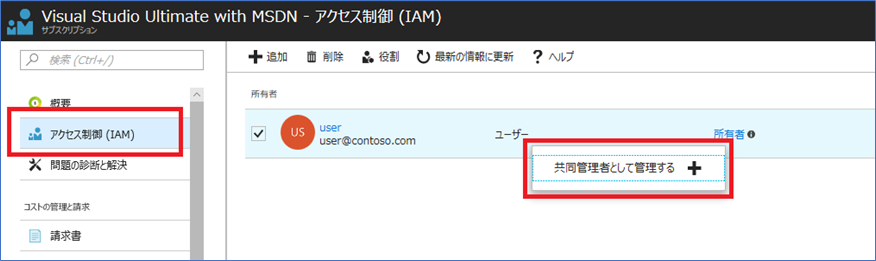 Visual Studio Ultimate with MSDN - アクセス制御 (IAM)
サブスクリプション
検索 (Ctrl+/)
概要
アクセス制御 (IAM)
問題の診断と解決
コストの管理と請求
請求書
追加 削除 役割 最新の情報に更新 ? ヘルプ
所有者
US user ユーザー 所有者
user@contoso.com
共同管理者として管理する